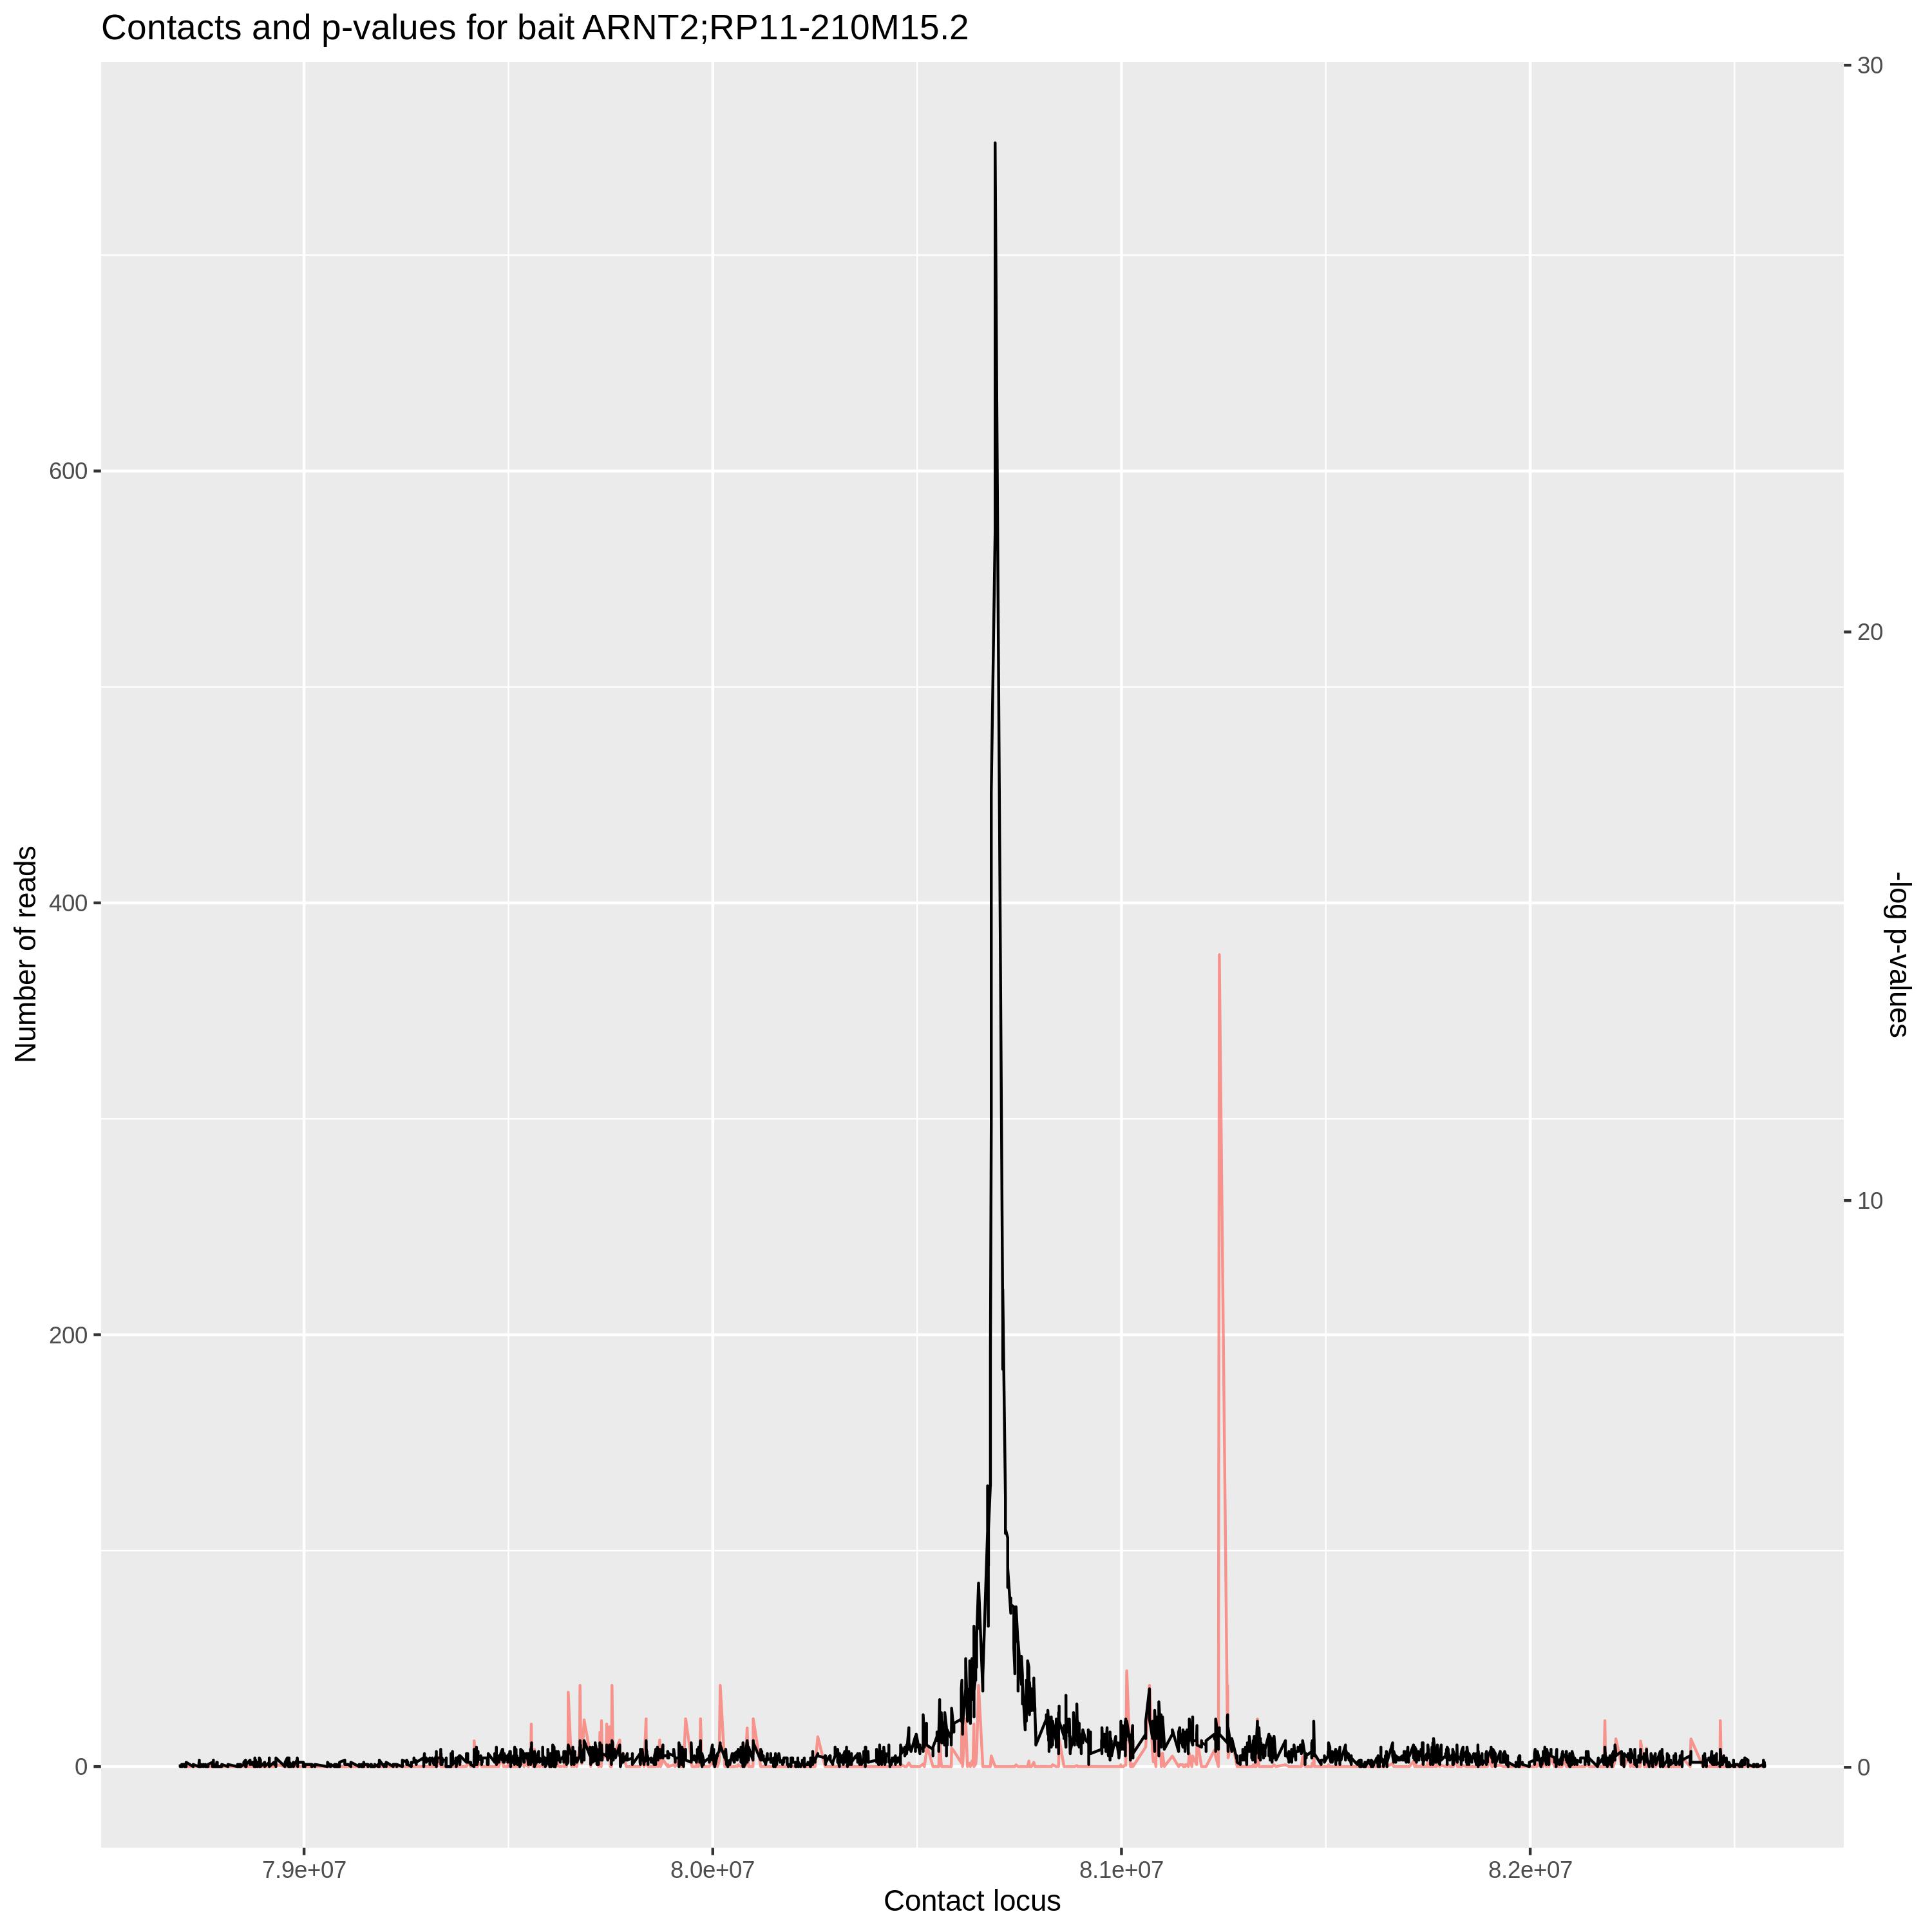 Contacts and p-values for bait ARNT2;RP11-210M15.2
Number of reads
600
400
200
0
30
20
10
0
-log p-values
7.9e+07
8.0e+07
8.1e+07
8.2e+07
Contact locus